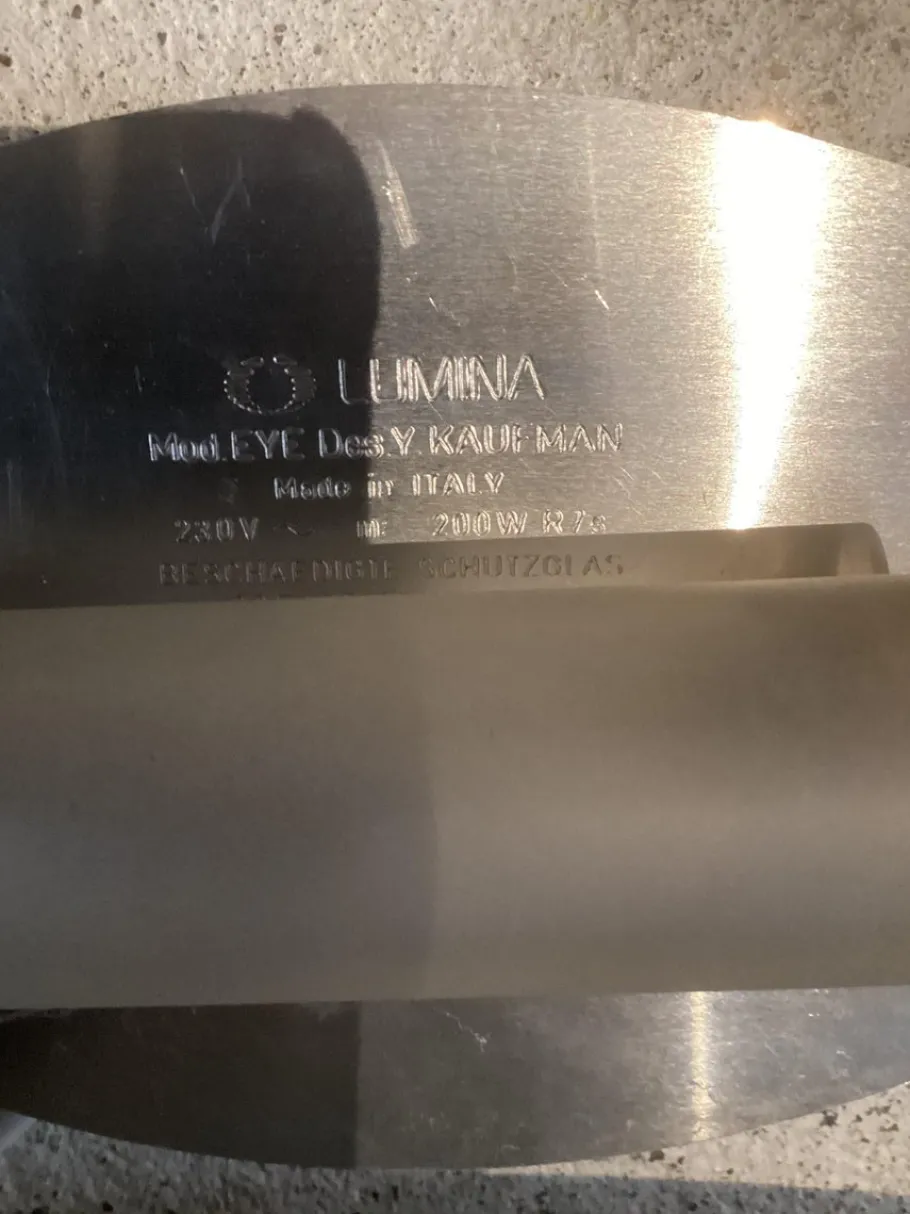 LUMINA
Mod. EYE Des. Y. KAUFMAN
Made in ITALY
230V ~ 200W R7s
BESCHAEDIGTE SCHUTZGLAS